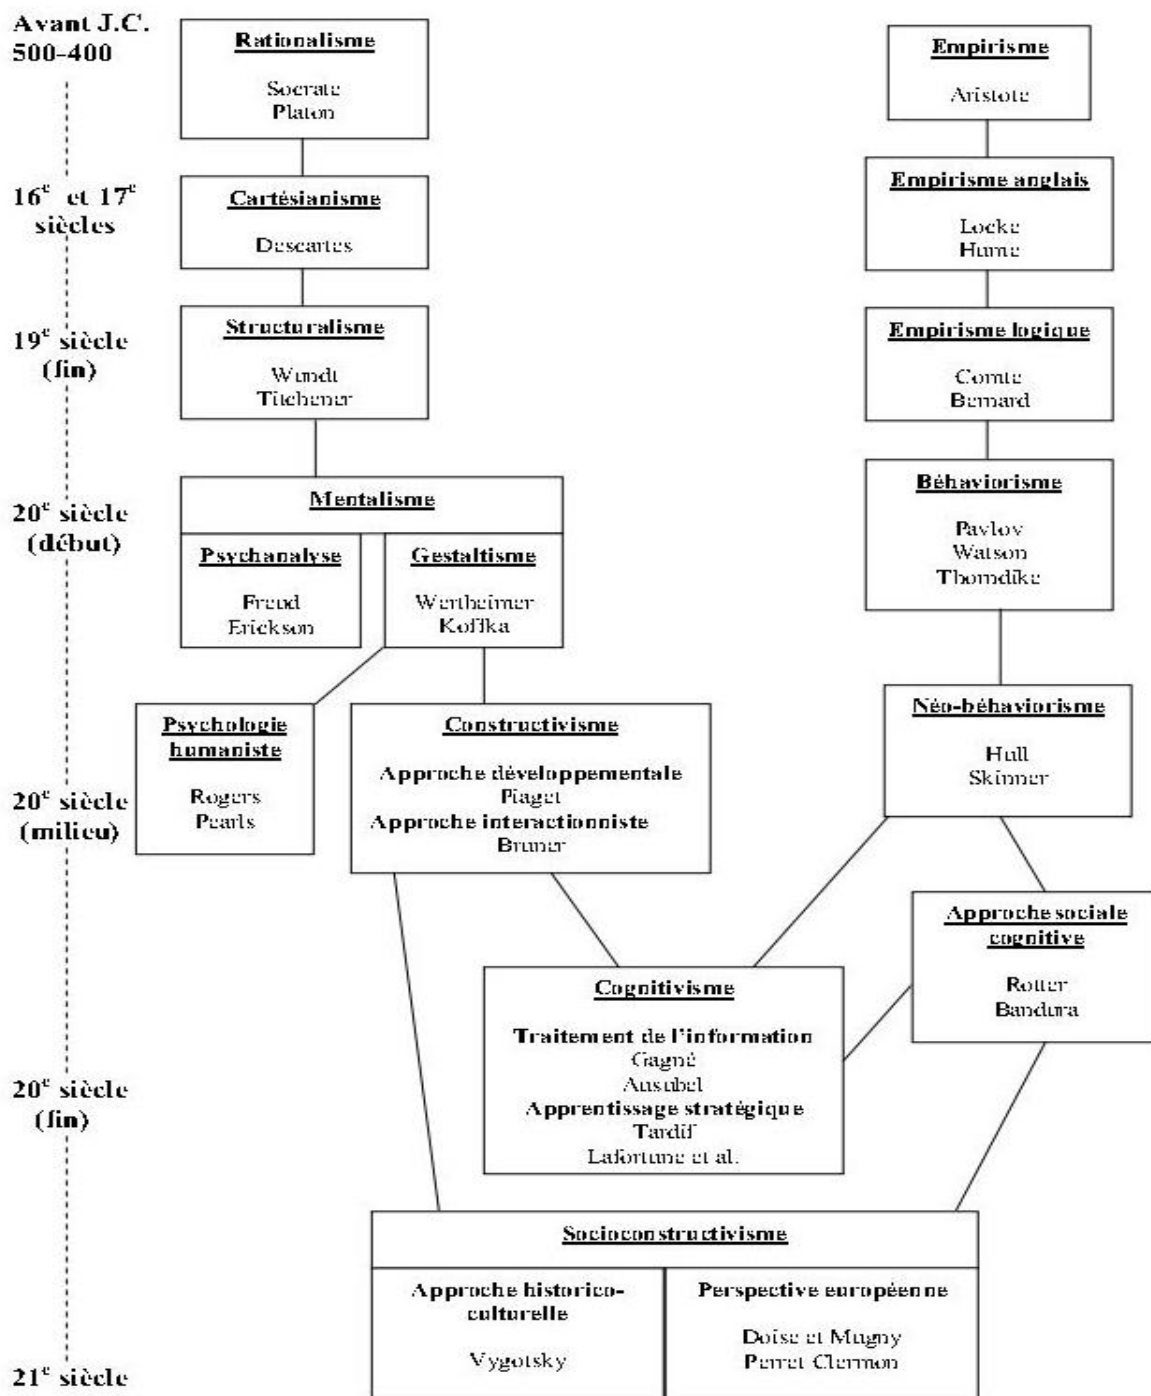 Avant J.C.
500-400
Rationalisme
Socrate
Platon
Empirisme
Aristote
16e et 17e
siècles
Cartésianisme
Descartes
Empirisme anglais
Locke
Hume
19e siècle
(fin)
Structuralisme
Wundt
Titchener
Empirisme logique
Comte
Bernard
20e siècle
(début)
Mentalisme
Psychanalyse
Freud
Erickson
Gestaltisme
Wertheimer
Koffka
Béhaviorisme
Pavlov
Watson
Thorndike
20e siècle
(milieu)
Psychologie
humaniste
Rogers
Pearls
Constructivisme
Approche développementale
Piaget
Approche interactionniste
Bruner
Néo-béhaviorisme
Hull
Skinner
Approche sociale
cognitive
Rotter
Bandura
20e siècle
(fin)
Cognitivisme
Traitement de l'information
Gagné
Ausubel
Apprentissage stratégique
Tardif
Lafortune et al.
Socioconstructivisme
Approche historico-
culturelle
Vygotsky
Perspective européenne
Doise et Mugny
Perret Clermon
21e siècle